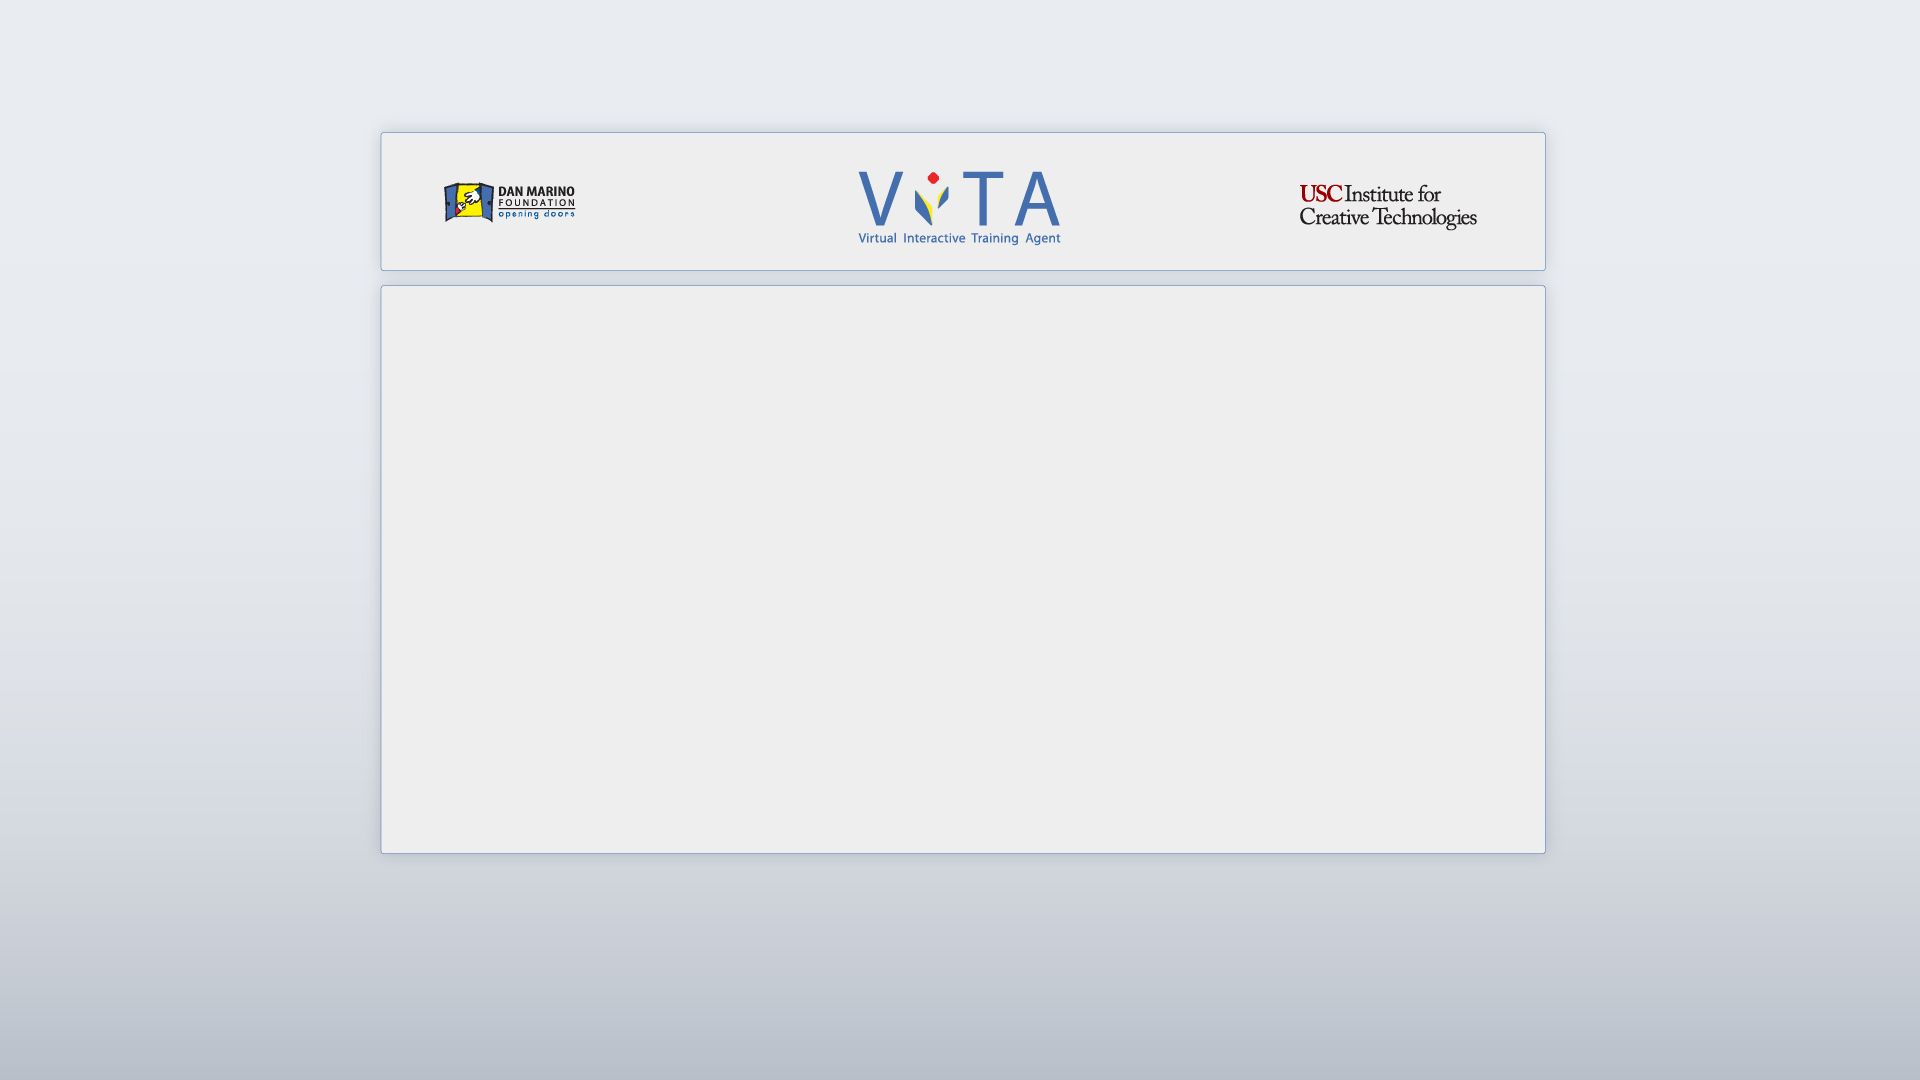 DAN MARINO
FOUNDATION
opening doors
ViTA
Virtual Interactive Training Agent
USC Institute for
Creative Technologies